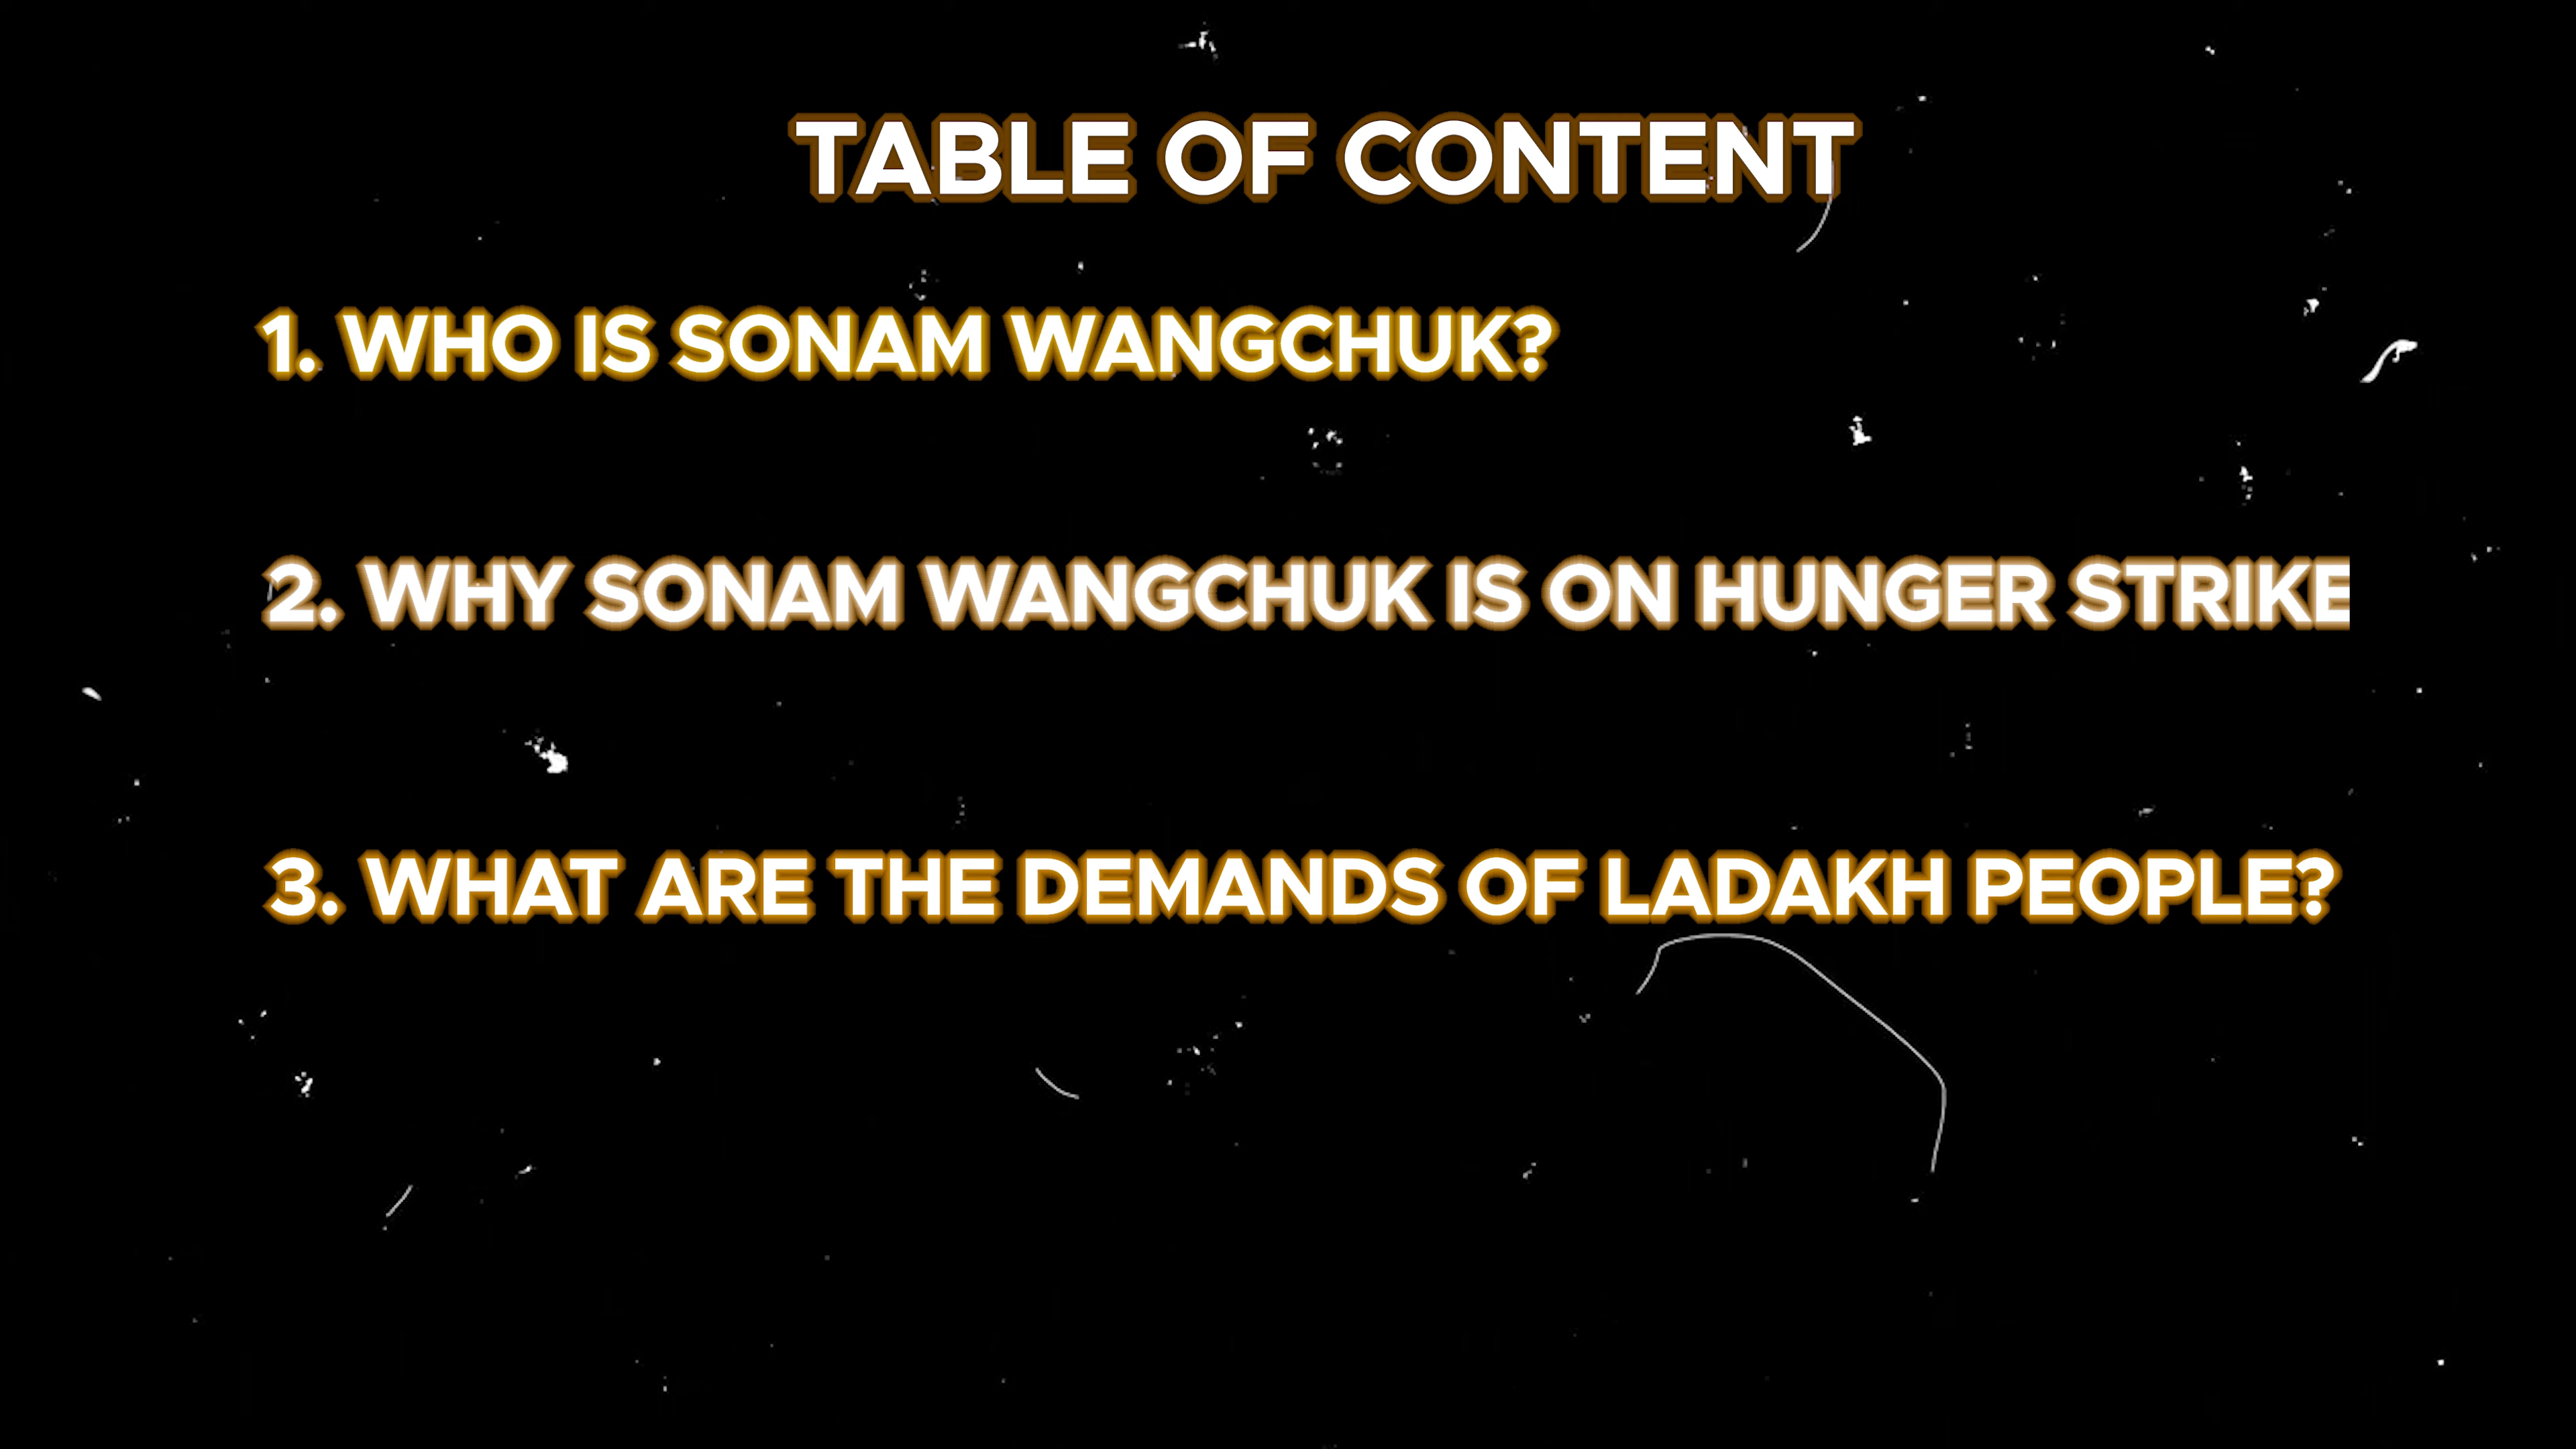 TABLE OF CONTENT
1. WHO IS SONAM WANGCHUK?
2. WHY SONAM WANGCHUK IS ON HUNGER STRIKE
3. WHAT ARE THE DEMANDS OF LADAKH PEOPLE?